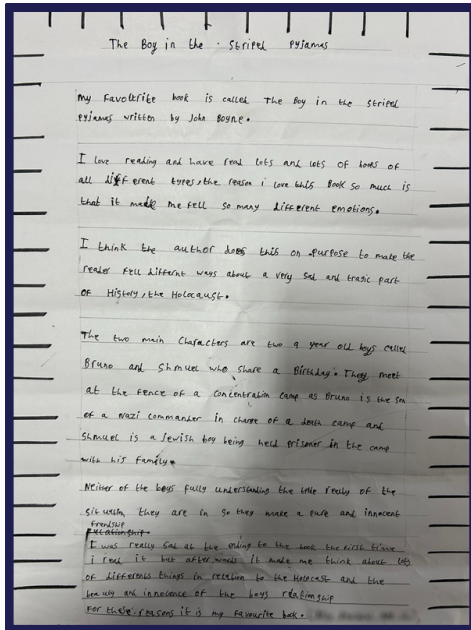 The Boy in the Striped Pyjamas
my Favoutrite book is called The Boy in the striped
pyjamas written by John Boyne.
I love reading and have read lots and lots of books of
all different types, the reason i love this Book so much is
that it made me fell so many different emotions.
I think the author does this on purpose to make the
reader fell differnt ways about a very sad and tragic part
of History, the Holocaust.
The two main Characters are two 9 year old boys called
Bruno and Shmuel who share a Birthday. They meet
at the fence of a concentration camp as Bruno is the son
of a Nazi commander in charge of a death camp and
Shmuel is a Jewish boy being held prisoner in the camp
with his family.
Neither of the boys fully understanding the really of the
situation, they are in so they make a pure and innocent
friendship
relationship.
I was really sad at the ending to the book the first time
i read it but after words it made me think about lots
of differents things in relation to the Holocast and the
beauty and innocence of the boys relationship
For these reasons it is my favourite book.